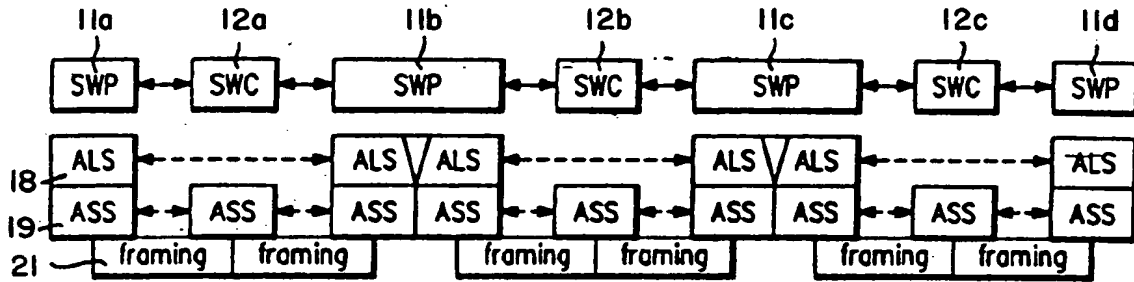 11a 12a 11b 12b 11c 12c 11d
SWP SWC SWP SWC SWP SWC SWP
ALS ALS ALS ALS ALS ALS
18
ASS ASS ASS ASS ASS ASS ASS ASS ASS
19
framing framing framing framing framing framing
21